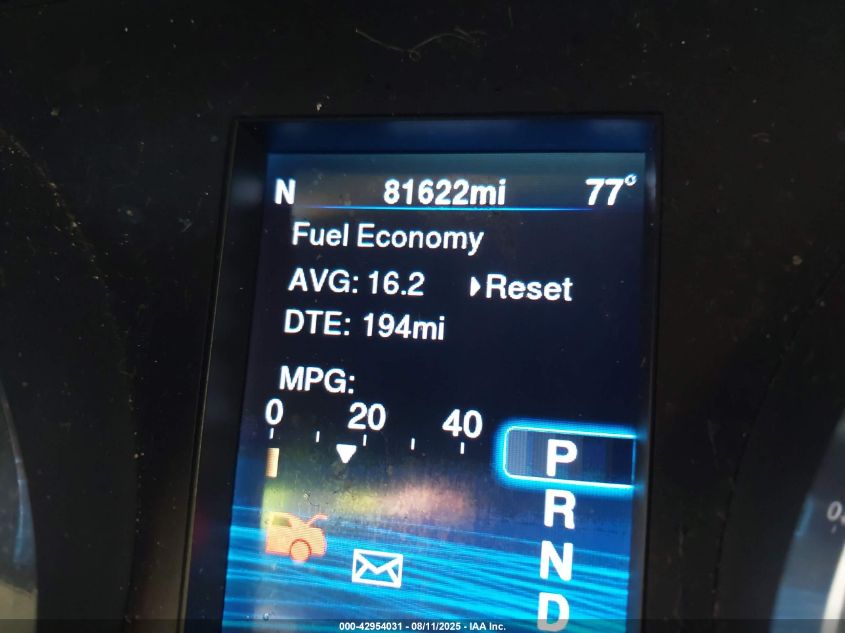 N 81622mi 77°
Fuel Economy
AVG: 16.2 Reset
DTE: 194mi
MPG:
0 20 40
P
R
N
D
000-42954031 - 08/11/2025 - IAA Inc.